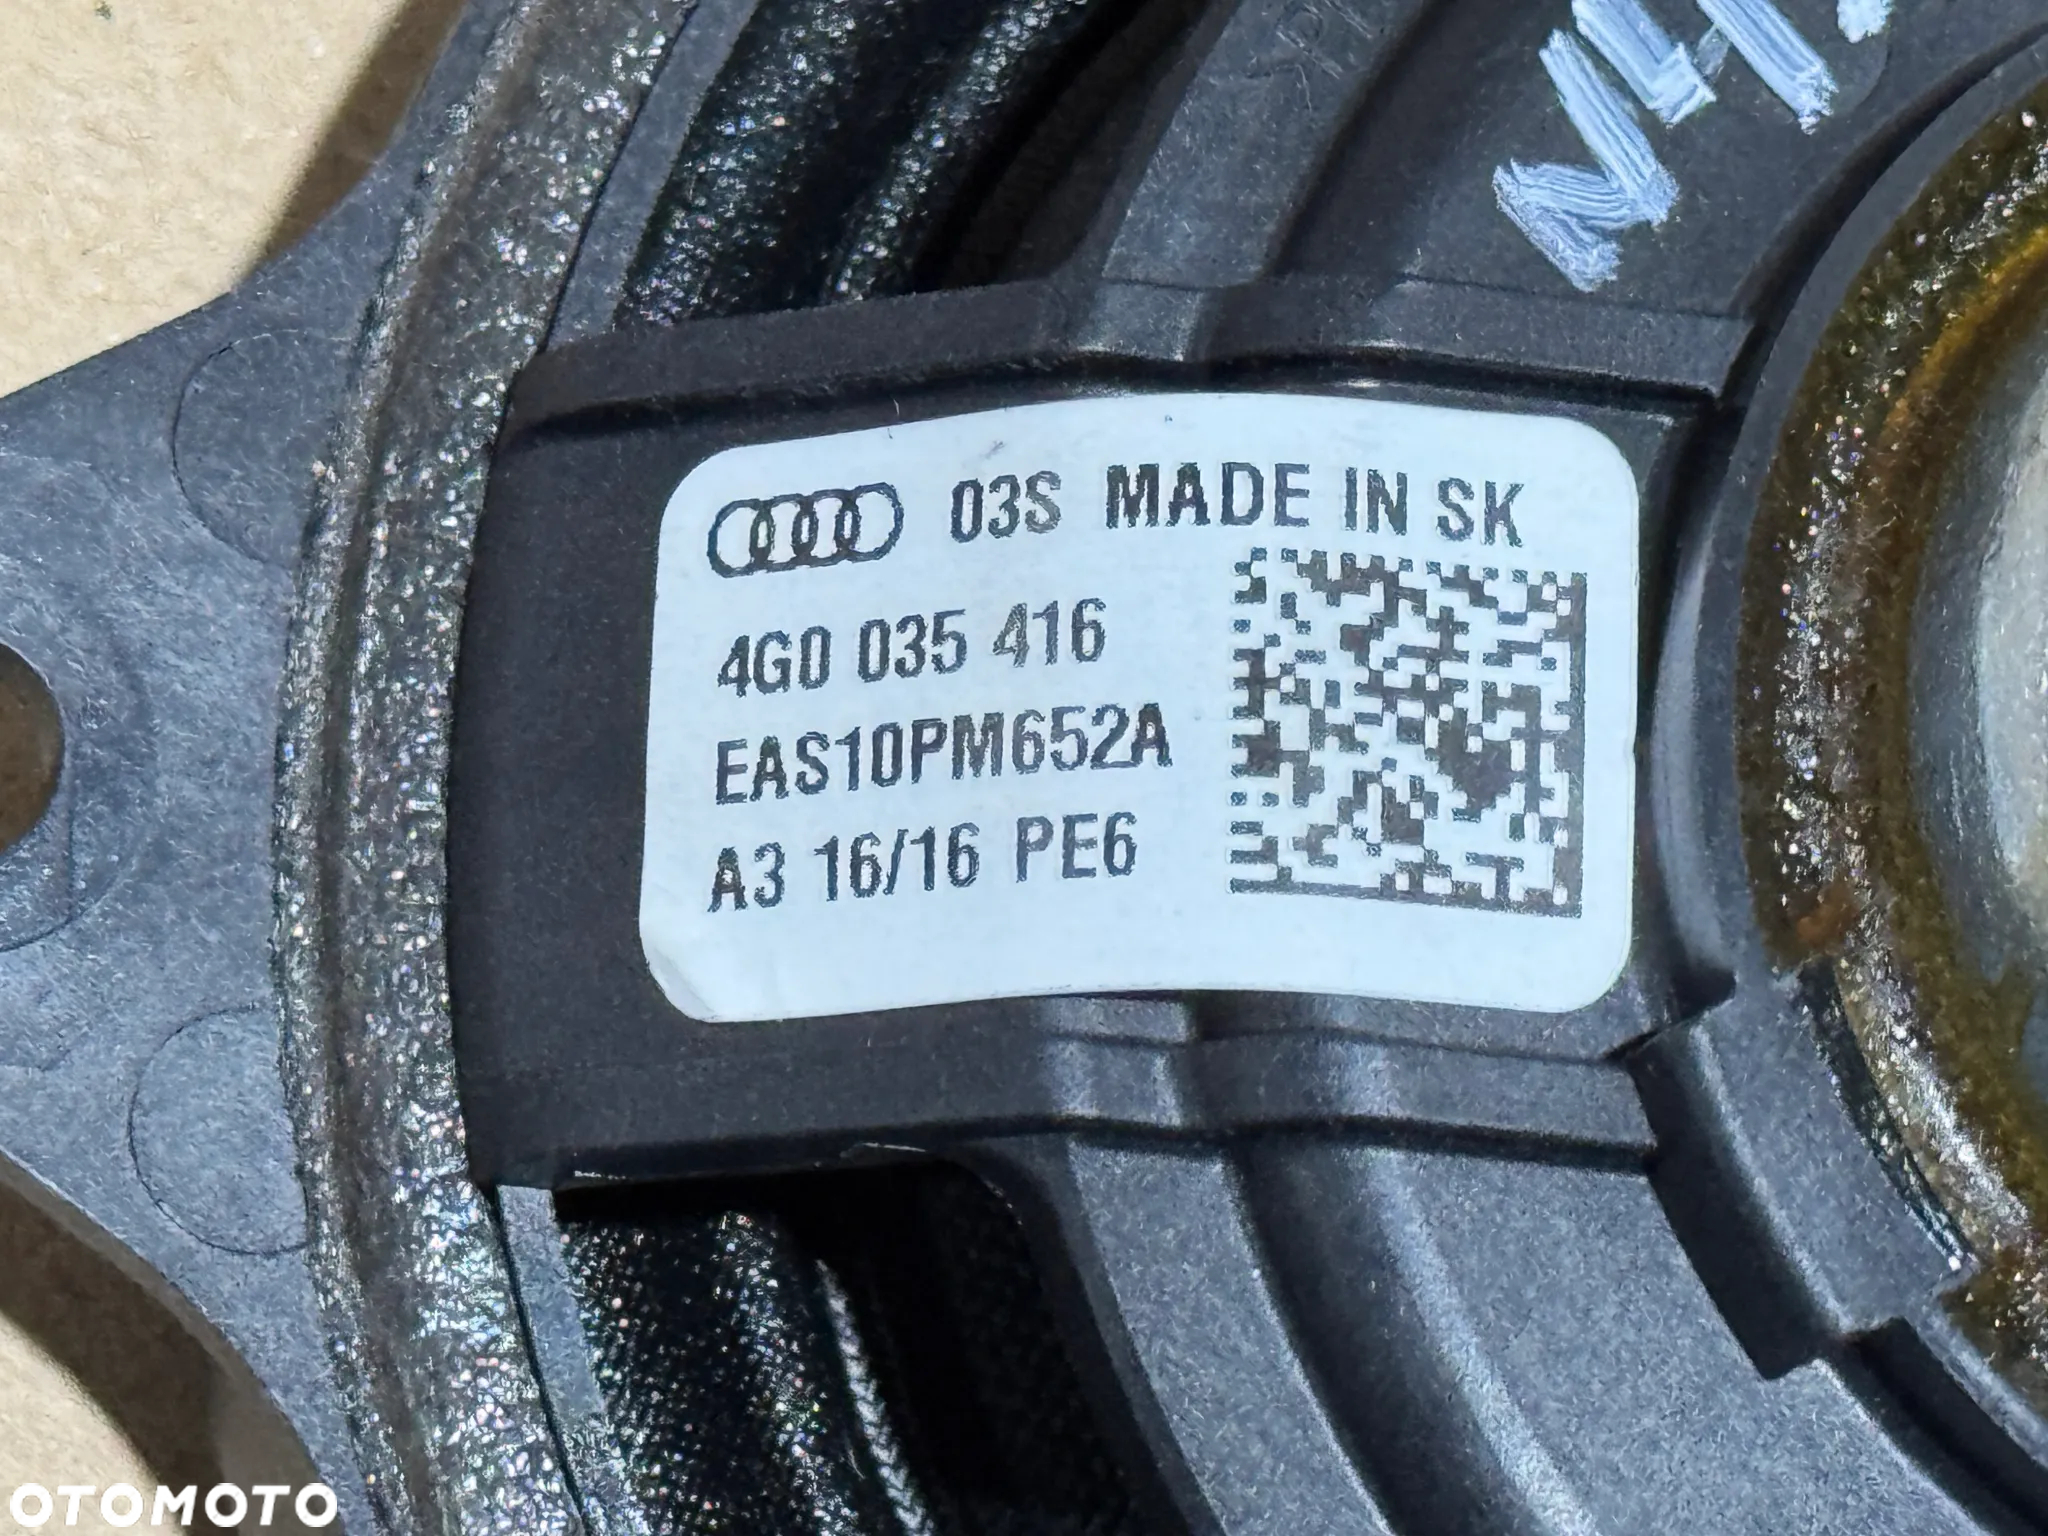 03S MADE IN SK
4G0 035 416
EAS10PM652A
A3 16/16 PE6
OTOMOTO